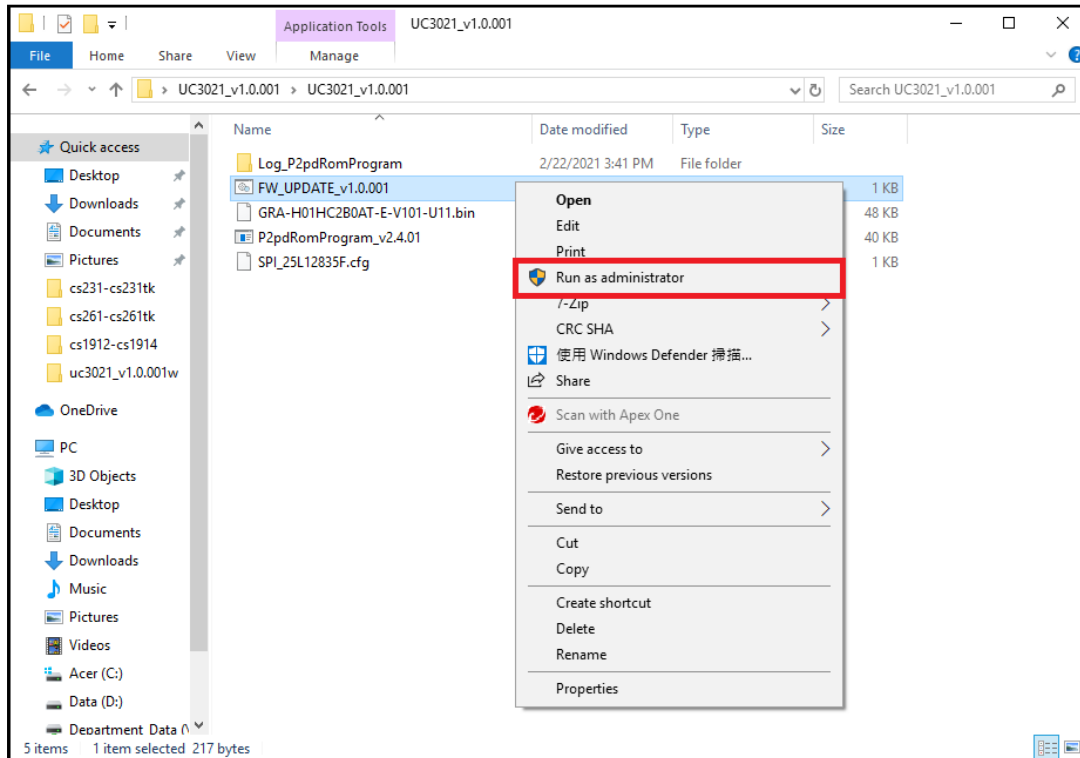 Application Tools UC3021_v1.0.001
File Home Share View Manage
UC3021_v1.0.001 UC3021_v1.0.001 Search UC3021_v1.0.001
Name Date modified Type Size
Quick access
Desktop
Downloads
Documents
Pictures
cs231-cs231tk
cs261-cs261tk
cs1912-cs1914
uc3021_v1.0.001w
OneDrive
PC
3D Objects
Desktop
Documents
Downloads
Music
Pictures
Videos
Acer (C:)
Data (D:)
Department Data (\
Log_P2pdRomProgram 2/22/2021 3:41 PM File folder
FW_UPDATE_v1.0.001 1 KB
GRA-H01HC2B0AT-E-V101-U11.bin 48 KB
P2pdRomProgram_v2.4.01 40 KB
SPI_25L12835F.cfg 1 KB
Open
Edit
Print
Run as administrator
7-Zip
CRC SHA
使用 Windows Defender 掃描...
Share
Scan with Apex One
Give access to
Restore previous versions
Send to
Cut
Copy
Create shortcut
Delete
Rename
Properties
5 items 1 item selected 217 bytes